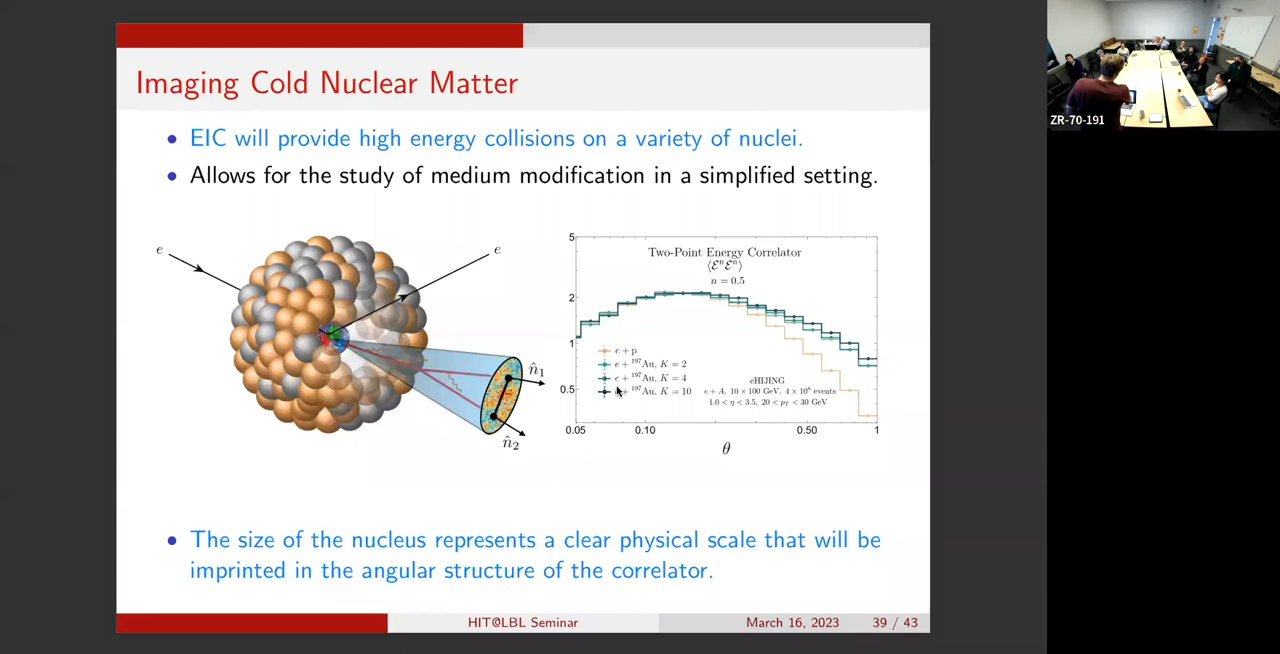 Imaging Cold Nuclear Matter
• EIC will provide high energy collisions on a variety of nuclei.
• Allows for the study of medium modification in a simplified setting.
e
e
n̂₁
n̂₂
Two-Point Energy Correlator
⟨ℰⁿℰⁿ⟩
n = 0.5
5
2
1
0.5
e + p
e + ¹⁹⁷Au, K = 2
e + ¹⁹⁷Au, K = 4
¹⁹⁷Au, K = 10
eHIJING
e + A, 10 × 100 GeV, 4 × 10⁸ events
1.0 < η < 3.5, 20 < p_T < 30 GeV
0.05 0.10 0.50 1
θ
• The size of the nucleus represents a clear physical scale that will be
imprinted in the angular structure of the correlator.
HIT@LBL Seminar March 16, 2023 39 / 43
ZR-70-191